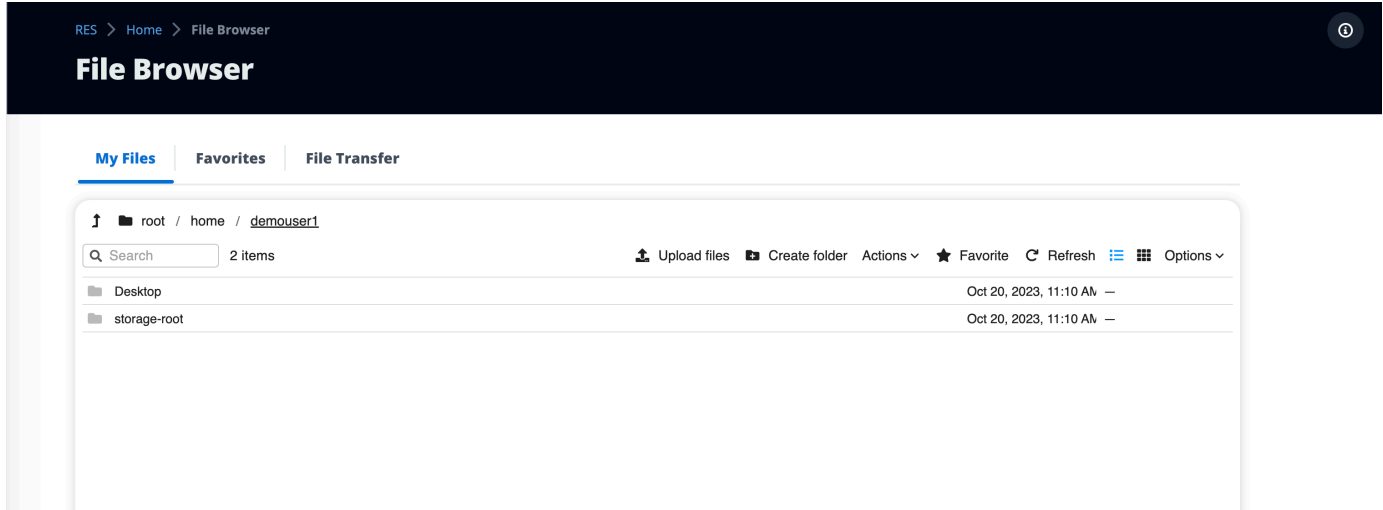 RES > Home > File Browser
File Browser
My Files Favorites File Transfer
root / home / demouser1
Search 2 items Upload files Create folder Actions Favorite Refresh Options
Desktop Oct 20, 2023, 11:10 AM —
storage-root Oct 20, 2023, 11:10 AM —